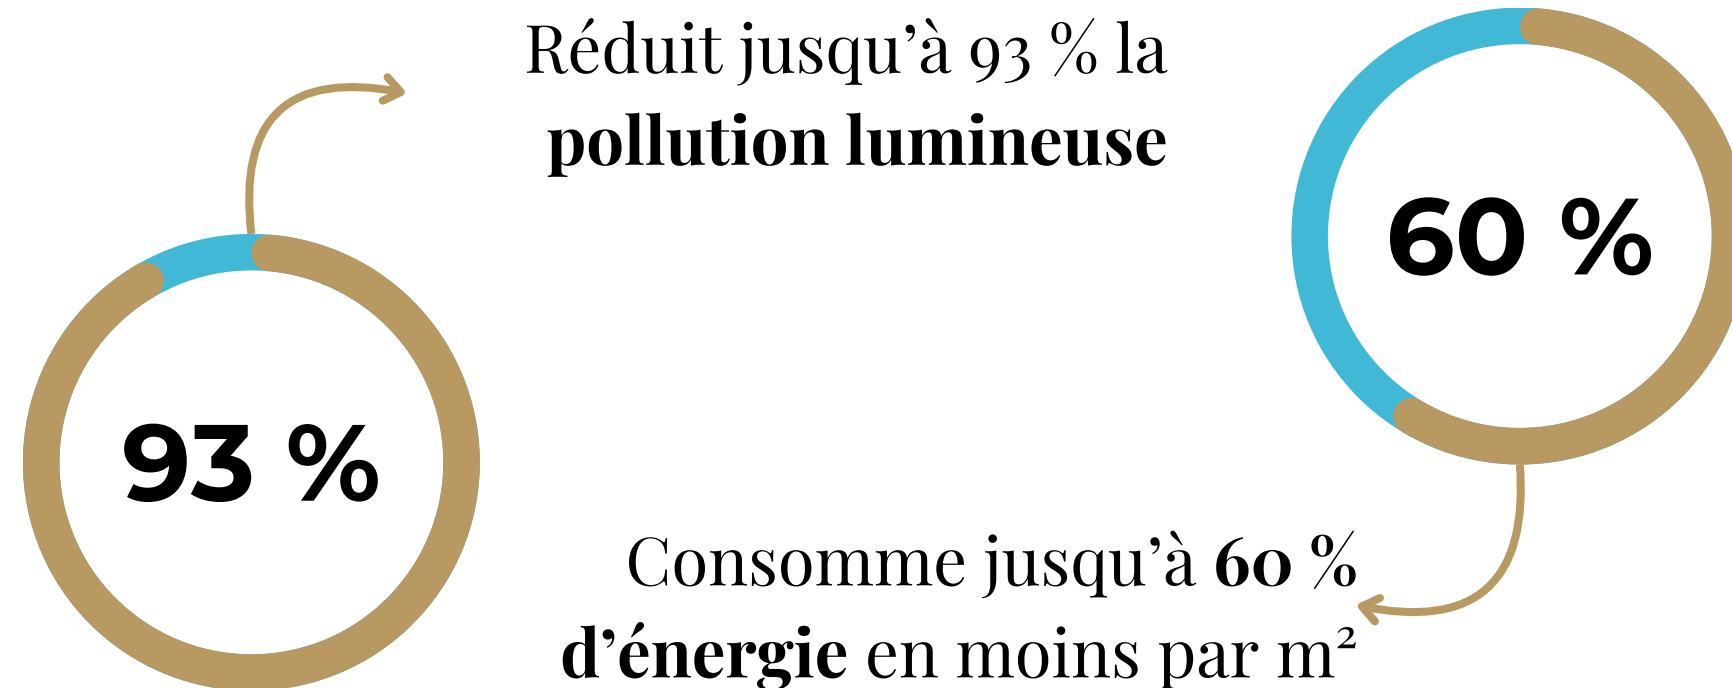 Réduit jusqu’à 93 % la
pollution lumineuse
93 %
60 %
Consomme jusqu’à 60 %
d’énergie en moins par m²